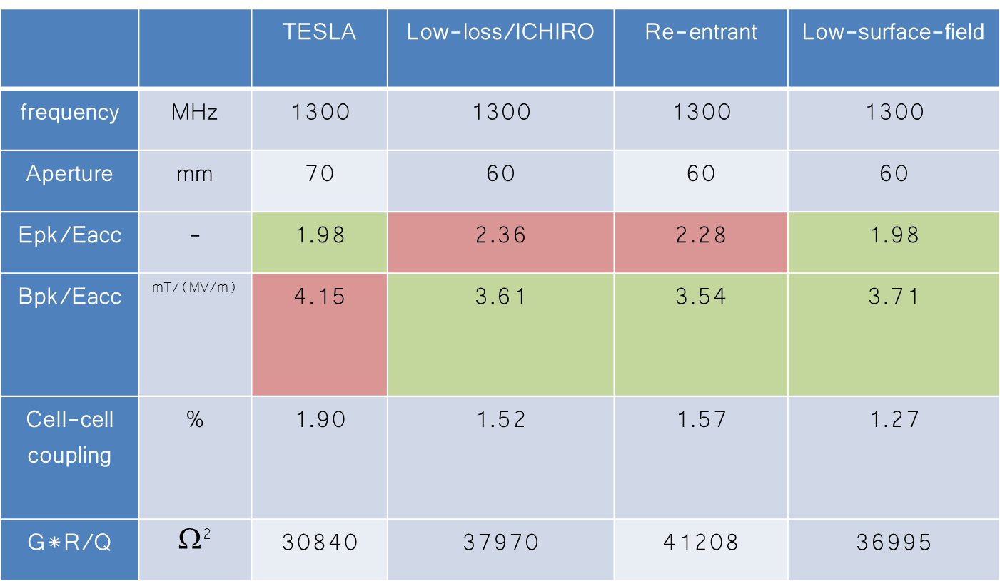 TESLA Low-loss/ICHIRO Re-entrant Low-surface-field
frequency MHz 1300 1300 1300 1300
Aperture mm 70 60 60 60
Epk/Eacc - 1.98 2.36 2.28 1.98
Bpk/Eacc mT/(MV/m) 4.15 3.61 3.54 3.71
Cell-cell % 1.90 1.52 1.57 1.27
coupling
G*R/Q Ω² 30840 37970 41208 36995